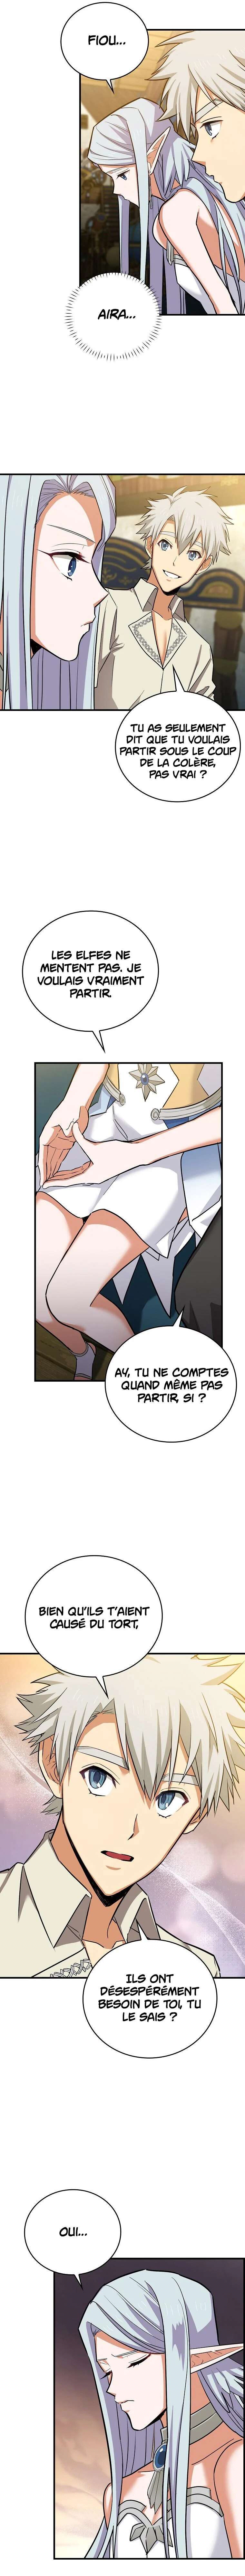 FIOU...
AIRA...
TU AS SEULEMENT
DIT QUE TU VOULAIS
PARTIR SOUS LE COUP
DE LA COLÈRE,
PAS VRAI ?
LES ELFES NE
MENTENT PAS. JE
VOULAIS VRAIMENT
PARTIR.
AY, TU NE COMPTES
QUAND MÊME PAS
PARTIR, SI ?
BIEN QU'ILS T'AIENT
CAUSÉ DU TORT,
ILS ONT
DÉSESPÉRÉMENT
BESOIN DE TOI, TU
LE SAIS ?
OUI...